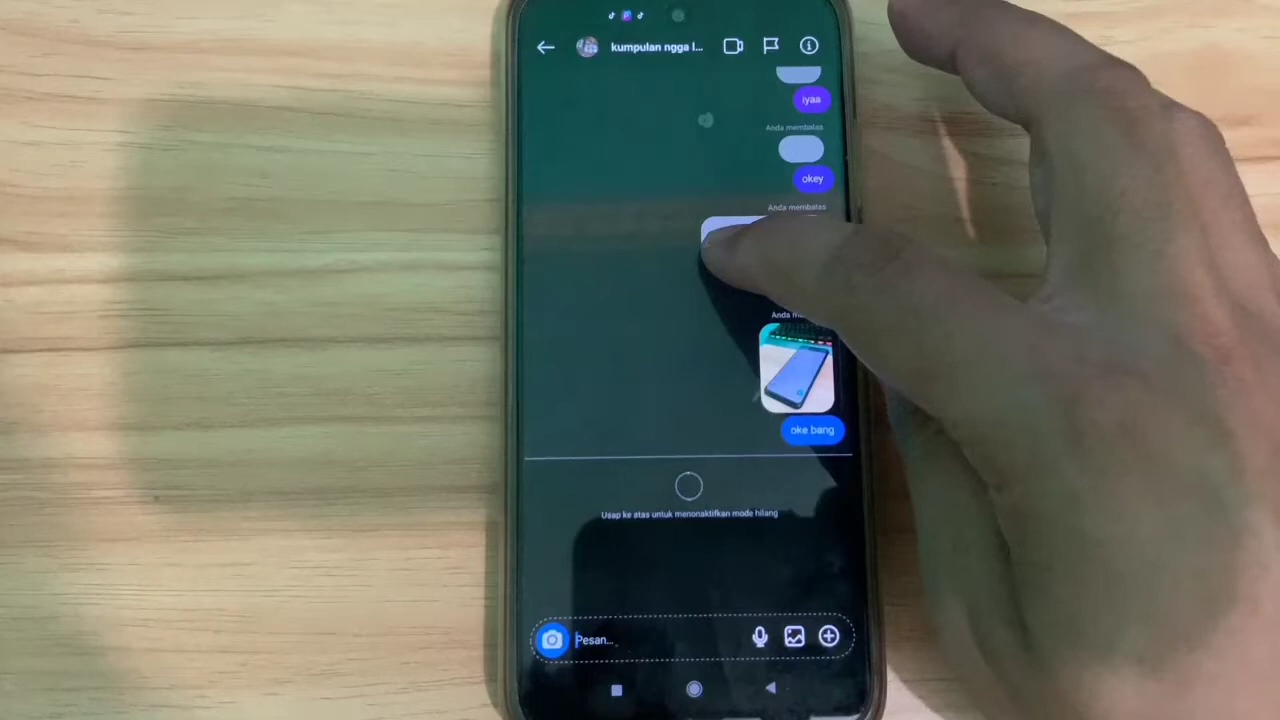 kumpulan ngga l...
iyaa
Anda membalas
okey
Anda membalas
oke bang
Usap ke atas untuk menonaktifkan mode hilang
Pesan...